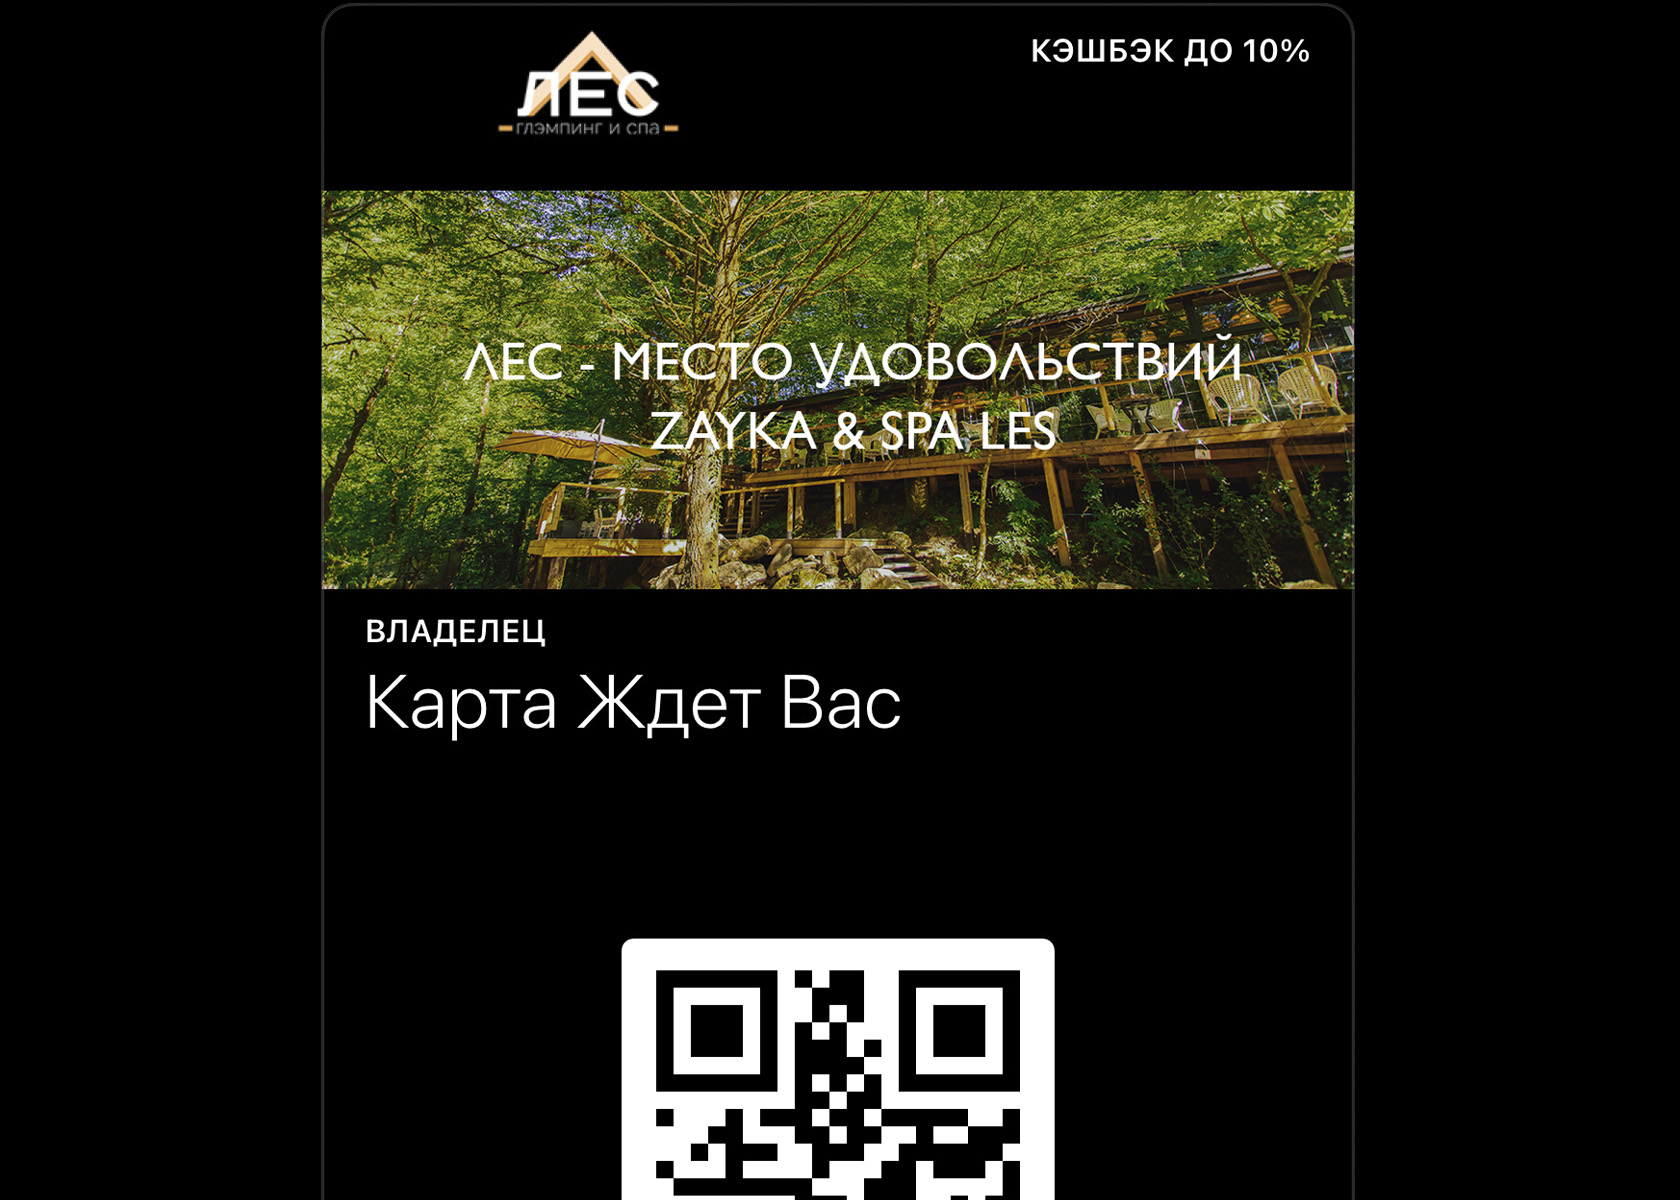 ЛЕС
ГЛЭМПИНГ И СПА
КЭШБЭК ДО 10%
ЛЕС - МЕСТО УДОВОЛЬСТВИЙ
ZAYKA & SPA LES
ВЛАДЕЛЕЦ
Карта Ждет Вас